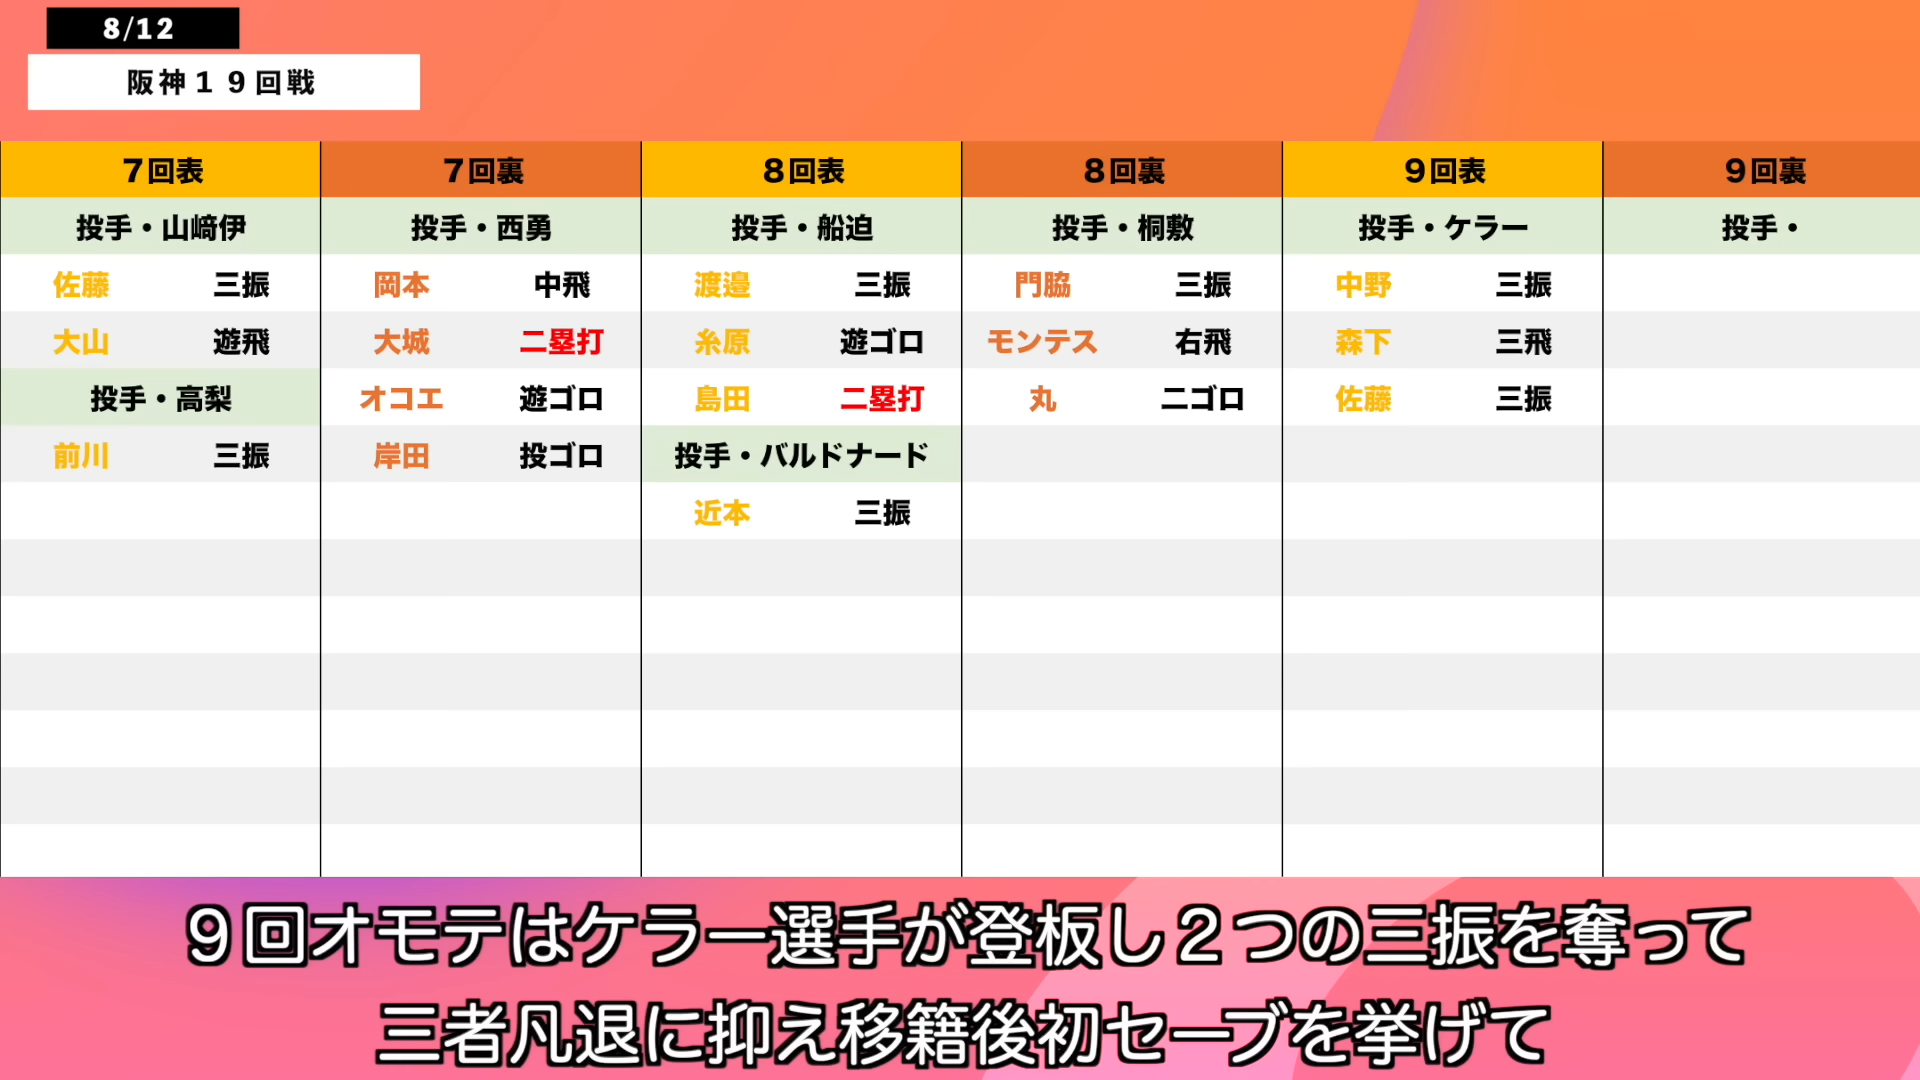 8/12
阪神１９回戦
７回表 ７回裏 ８回表 ８回裏 ９回表 ９回裏
投手・山﨑伊 投手・西勇 投手・船迫 投手・桐敷 投手・ケラー 投手・
佐藤 三振 岡本 中飛 渡邉 三振 門脇 三振 中野 三振
大山 遊飛 大城 二塁打 糸原 遊ゴロ モンテス 右飛 森下 三飛
投手・高梨 オコエ 遊ゴロ 島田 二塁打 丸 二ゴロ 佐藤 三振
前川 三振 岸田 投ゴロ 投手・バルドナード
近本 三振
９回オモテはケラー選手が登板し２つの三振を奪って
三者凡退に抑え移籍後初セーブを挙げて